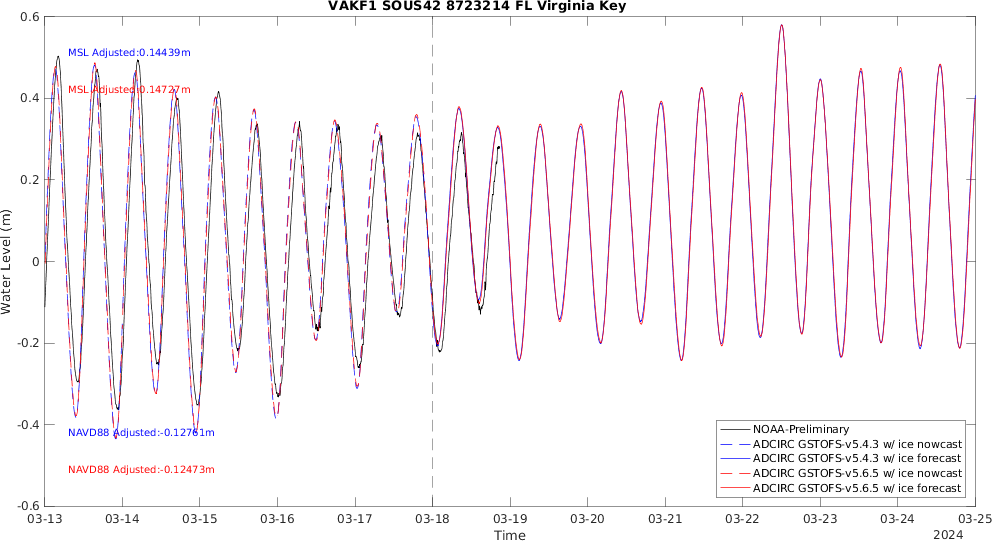 VAKF1 SOUS42 8723214 FL Virginia Key
0.6
0.4
0.2
0
-0.2
-0.4
-0.6
Water Level (m)
MSL Adjusted:0.14439m
MSL Adjusted:0.14727m
NAVD88 Adjusted:-0.12761m
NAVD88 Adjusted:-0.12473m
NOAA-Preliminary
ADCIRC GSTOFS-v5.4.3 w/ ice nowcast
ADCIRC GSTOFS-v5.4.3 w/ ice forecast
ADCIRC GSTOFS-v5.6.5 w/ ice nowcast
ADCIRC GSTOFS-v5.6.5 w/ ice forecast
03-13 03-14 03-15 03-16 03-17 03-18 03-19 03-20 03-21 03-22 03-23 03-24 03-25
Time
2024